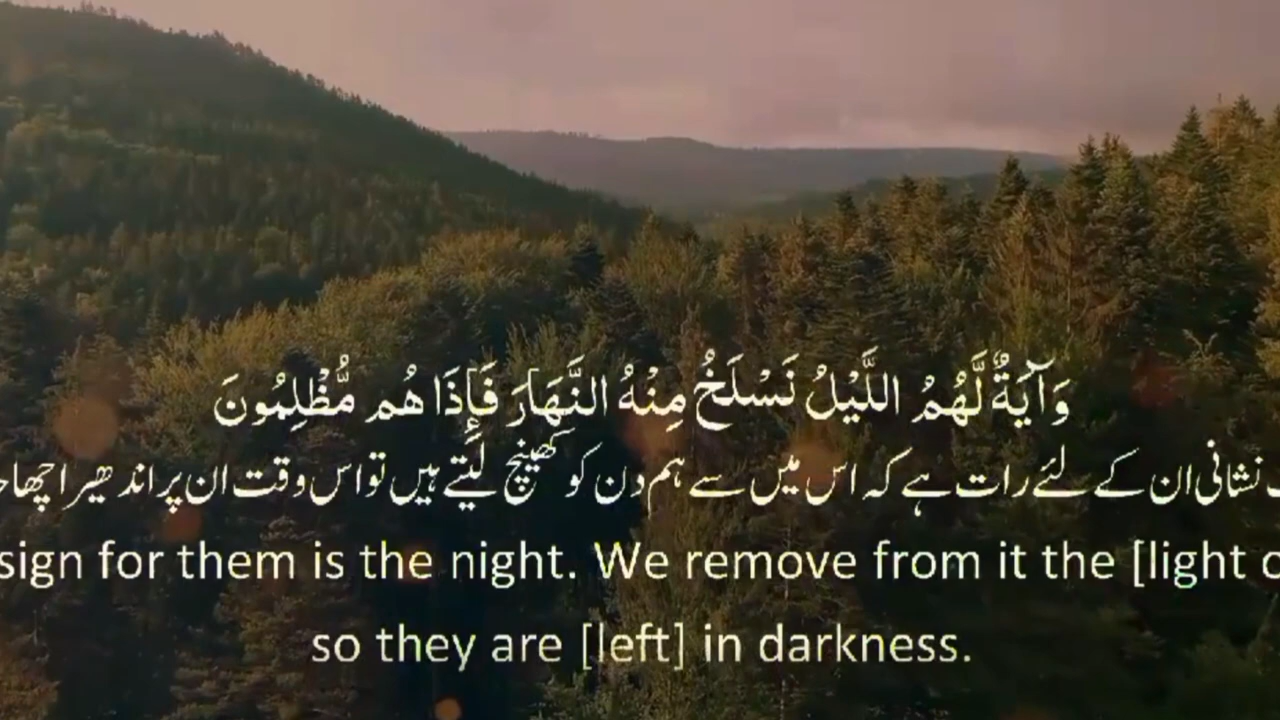 وَآيَةٌ لَّهُمُ اللَّيْلُ نَسْلَخُ مِنْهُ النَّهَارَ فَإِذَا هُم مُّظْلِمُونَ
نشانی ان کے لئے رات ہے کہ اس میں سے ہم دن کو کھینچ لیتے ہیں تو اس وقت ان پر اندھیرا
sign for them is the night. We remove from it the [light
so they are [left] in darkness.